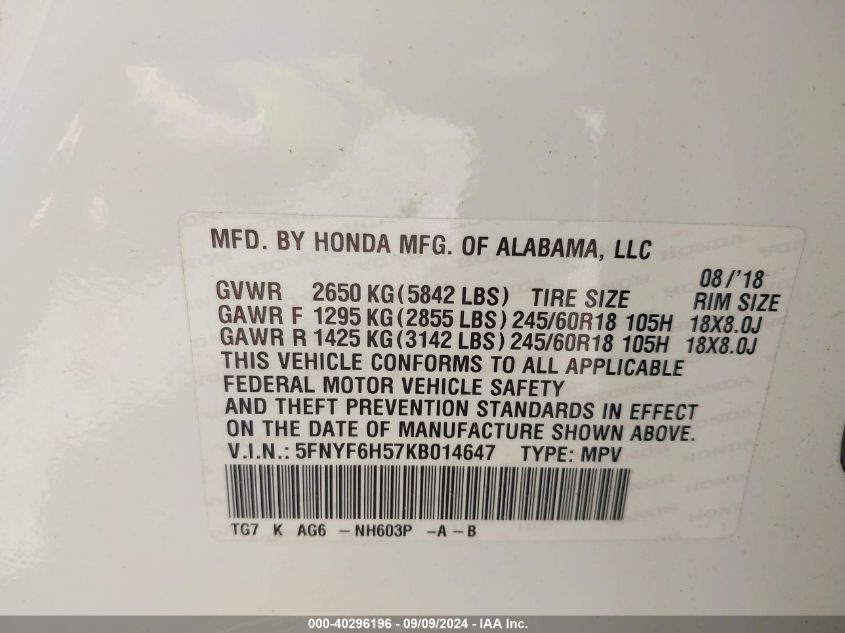 MFD. BY HONDA MFG. OF ALABAMA, LLC
08/'18
GVWR 2650 KG (5842 LBS) TIRE SIZE RIM SIZE
GAWR F 1295 KG (2855 LBS) 245/60R18 105H 18X8.0J
GAWR R 1425 KG (3142 LBS) 245/60R18 105H 18X8.0J
THIS VEHICLE CONFORMS TO ALL APPLICABLE
FEDERAL MOTOR VEHICLE SAFETY
AND THEFT PREVENTION STANDARDS IN EFFECT
ON THE DATE OF MANUFACTURE SHOWN ABOVE.
V.I.N.: 5FNYF6H57KB014647 TYPE: MPV
TG7 K AG6 – NH603P – A – B
000-40296196 - 09/09/2024 - IAA Inc.